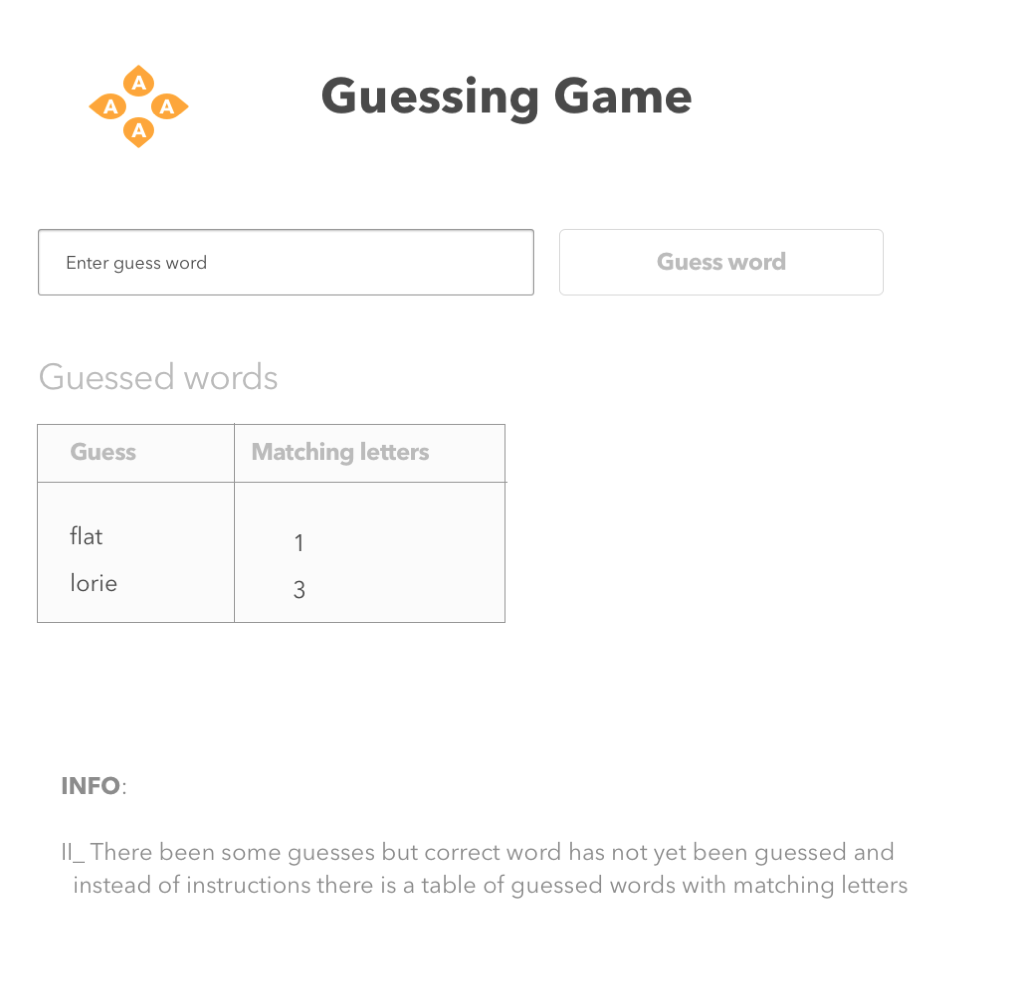 A
A A
A
Guessing Game
Enter guess word
Guess word
Guessed words
Guess Matching letters
flat 1
lorie 3
INFO:
II_ There been some guesses but correct word has not yet been guessed and
instead of instructions there is a table of guessed words with matching letters